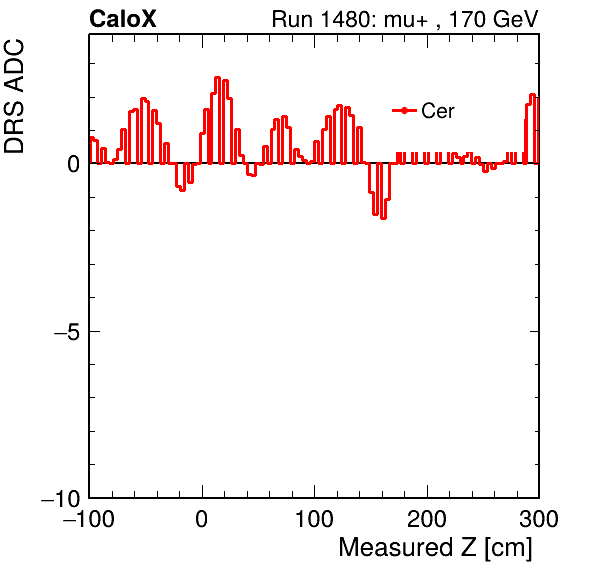 CaloX Run 1480: mu+ , 170 GeV
DRS ADC
Cer
0
−5
−10
−100 0 100 200 300
Measured Z [cm]